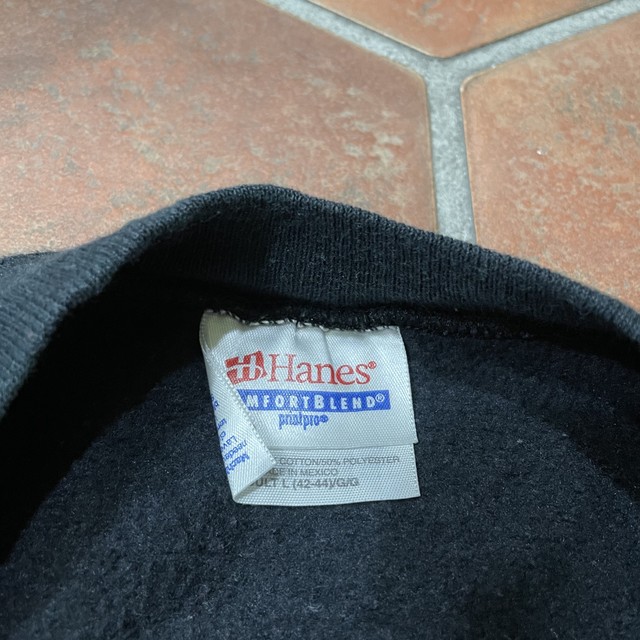 Hanes®
MFORTBLEND®
printpro®
COTTON/50% POLYESTER
DE IN MEXICO
ULT L (42-44)/G/G